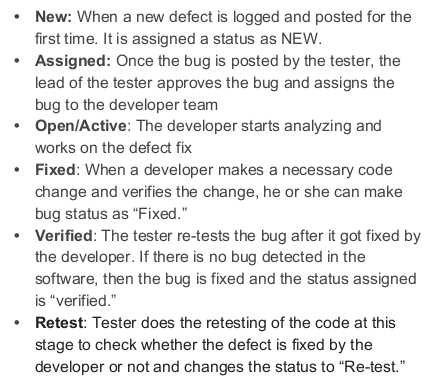 • New: When a new defect is logged and posted for the
first time. It is assigned a status as NEW.
• Assigned: Once the bug is posted by the tester, the
lead of the tester approves the bug and assigns the
bug to the developer team
• Open/Active: The developer starts analyzing and
works on the defect fix
• Fixed: When a developer makes a necessary code
change and verifies the change, he or she can make
bug status as “Fixed.”
• Verified: The tester re-tests the bug after it got fixed by
the developer. If there is no bug detected in the
software, then the bug is fixed and the status assigned
is “verified.”
• Retest: Tester does the retesting of the code at this
stage to check whether the defect is fixed by the
developer or not and changes the status to “Re-test.”